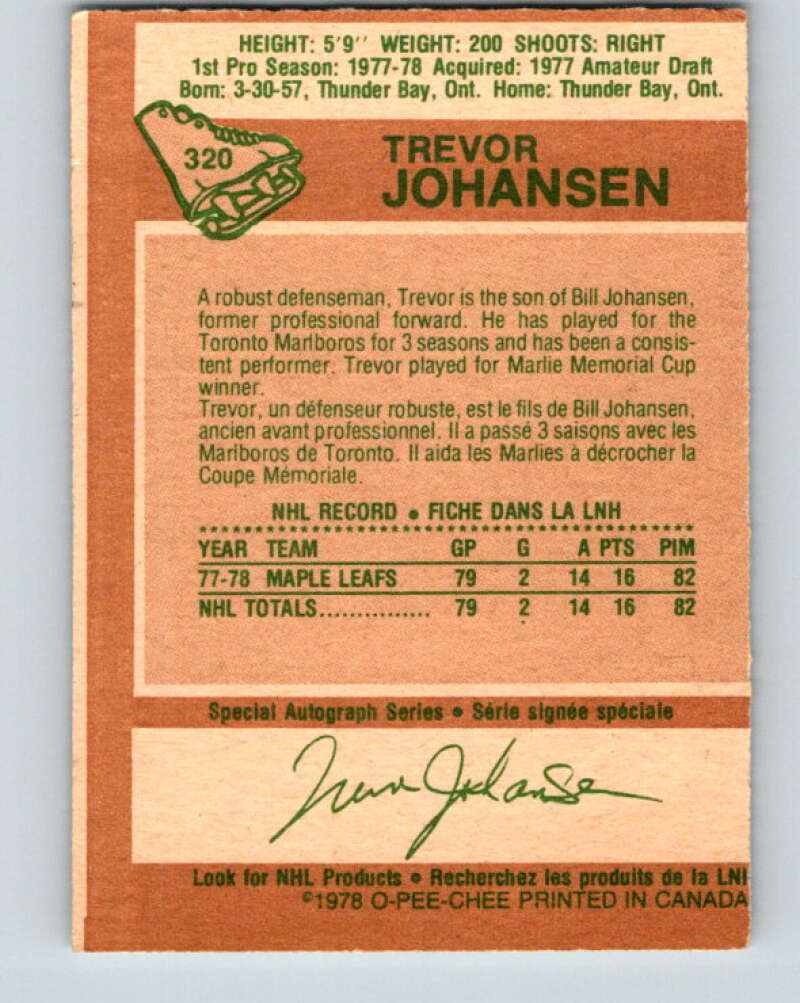 HEIGHT: 5'9'' WEIGHT: 200 SHOOTS: RIGHT
1st Pro Season: 1977-78 Acquired: 1977 Amateur Draft
Born: 3-30-57, Thunder Bay, Ont. Home: Thunder Bay, Ont.
320
TREVOR
JOHANSEN
A robust defenseman, Trevor is the son of Bill Johansen,
former professional forward. He has played for the
Toronto Marlboros for 3 seasons and has been a consis-
tent performer. Trevor played for Marlie Memorial Cup
winner.
Trevor, un défenseur robuste, est le fils de Bill Johansen,
ancien avant professionnel. Il a passé 3 saisons avec les
Marlboros de Toronto. Il aida les Marlies à décrocher la
Coupe Mémoriale.
NHL RECORD • FICHE DANS LA LNH
YEAR TEAM GP G A PTS PIM
77-78 MAPLE LEAFS 79 2 14 16 82
NHL TOTALS............... 79 2 14 16 82
Special Autograph Series • Série signée spéciale
Trevor Johansen
Look for NHL Products • Recherchez les produits de la LNH
©1978 O-PEE-CHEE PRINTED IN CANADA